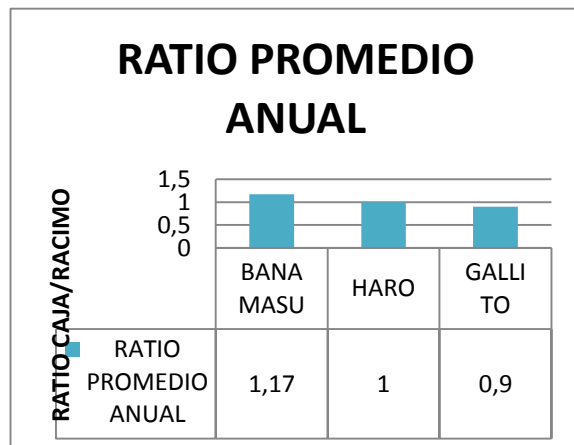 RATIO PROMEDIO
ANUAL
RATIO CAJA/RACIMO
1,5
1
0,5
0
BANA
MASU
HARO
GALLI
TO
RATIO
PROMEDIO
ANUAL
1,17
1
0,9